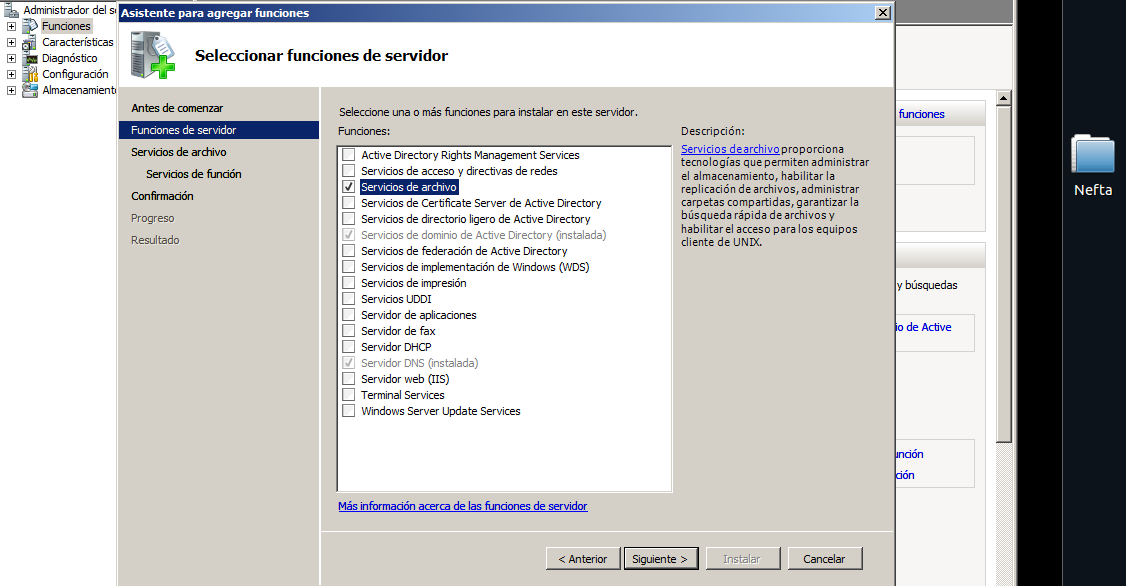 Administrador del se
Funciones
Características
Diagnóstico
Configuración
Almacenamiento
Asistente para agregar funciones
Seleccionar funciones de servidor
Antes de comenzar
Funciones de servidor
Servicios de archivo
Servicios de función
Confirmación
Progreso
Resultado
Seleccione una o más funciones para instalar en este servidor.
Funciones:
Active Directory Rights Management Services
Servicios de acceso y directivas de redes
Servicios de archivo
Servicios de Certificate Server de Active Directory
Servicios de directorio ligero de Active Directory
Servicios de dominio de Active Directory (instalada)
Servicios de federación de Active Directory
Servicios de implementación de Windows (WDS)
Servicios de impresión
Servicios UDDI
Servidor de aplicaciones
Servidor de fax
Servidor DHCP
Servidor DNS (instalada)
Servidor web (IIS)
Terminal Services
Windows Server Update Services
Más información acerca de las funciones de servidor
Descripción:
Servicios de archivo proporciona
tecnologías que permiten administrar
el almacenamiento, habilitar la
replicación de archivos, administrar
carpetas compartidas, garantizar la
búsqueda rápida de archivos y
habilitar el acceso para los equipos
cliente de UNIX.
< Anterior
Siguiente >
Instalar
Cancelar
funciones
y búsquedas
io de Active
unción
ción
Nefta